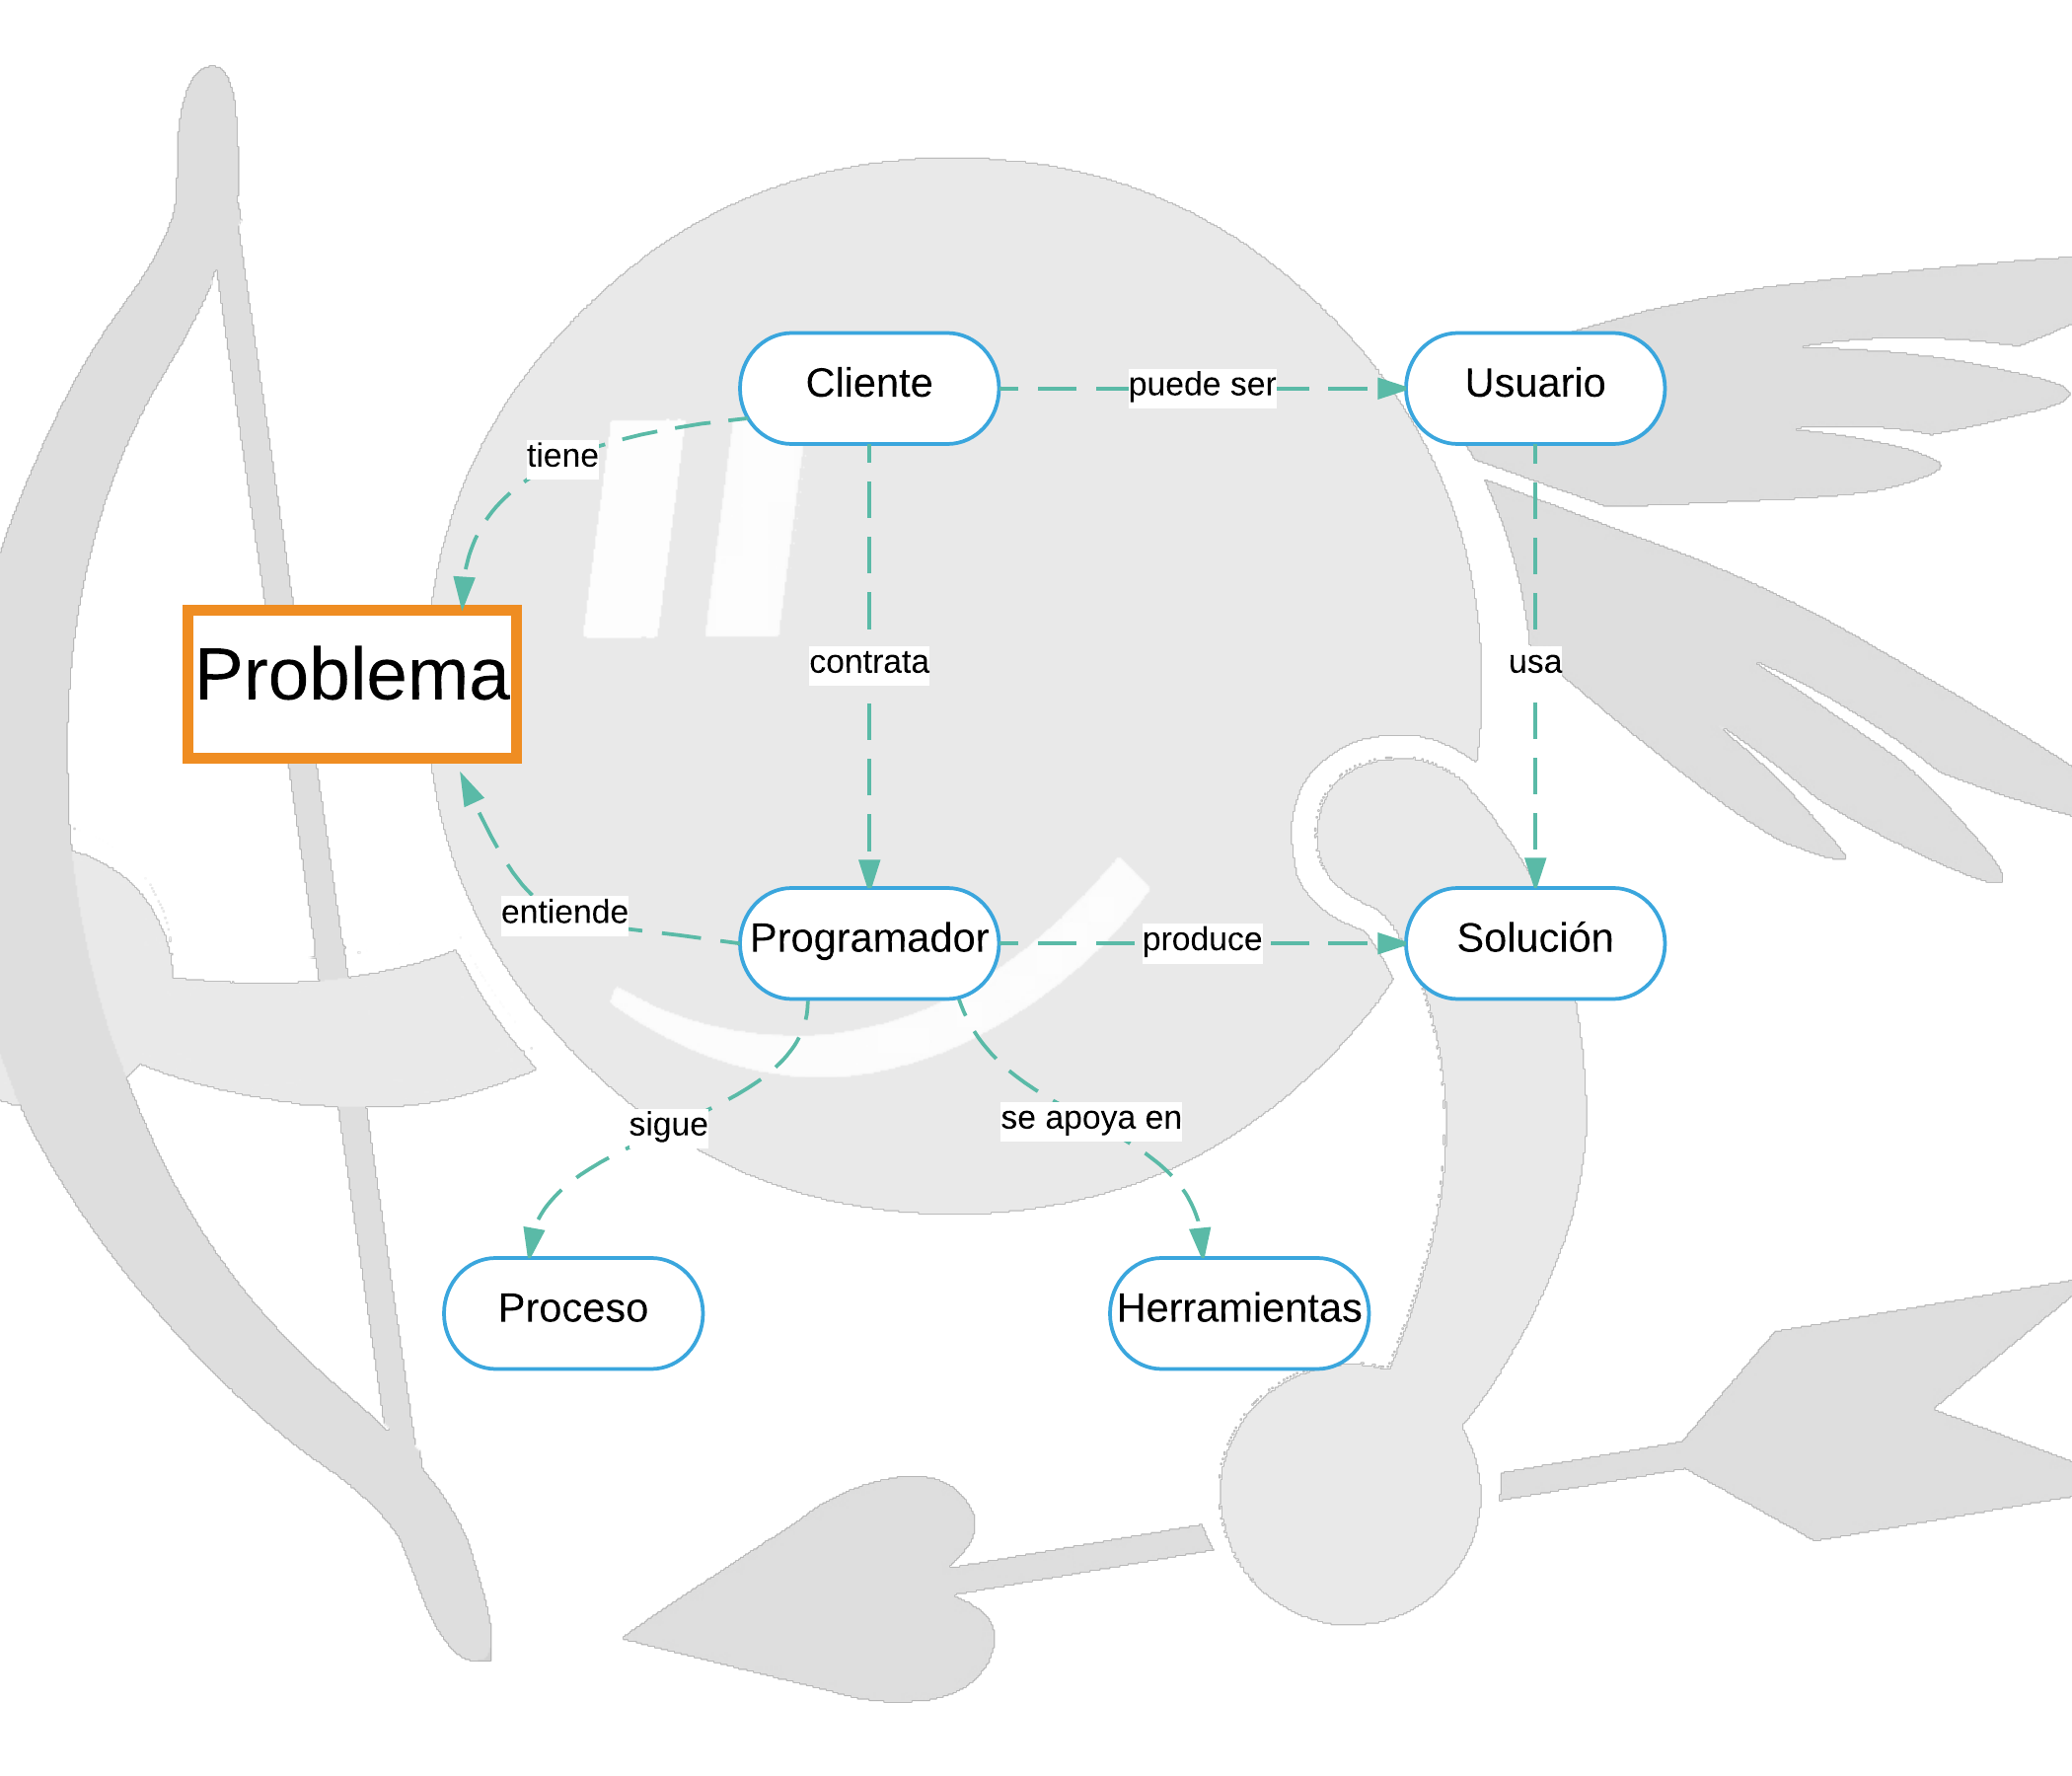 Cliente
puede ser
Usuario
tiene
Problema
contrata
usa
entiende
Programador
produce
Solución
sigue
se apoya en
Proceso
Herramientas